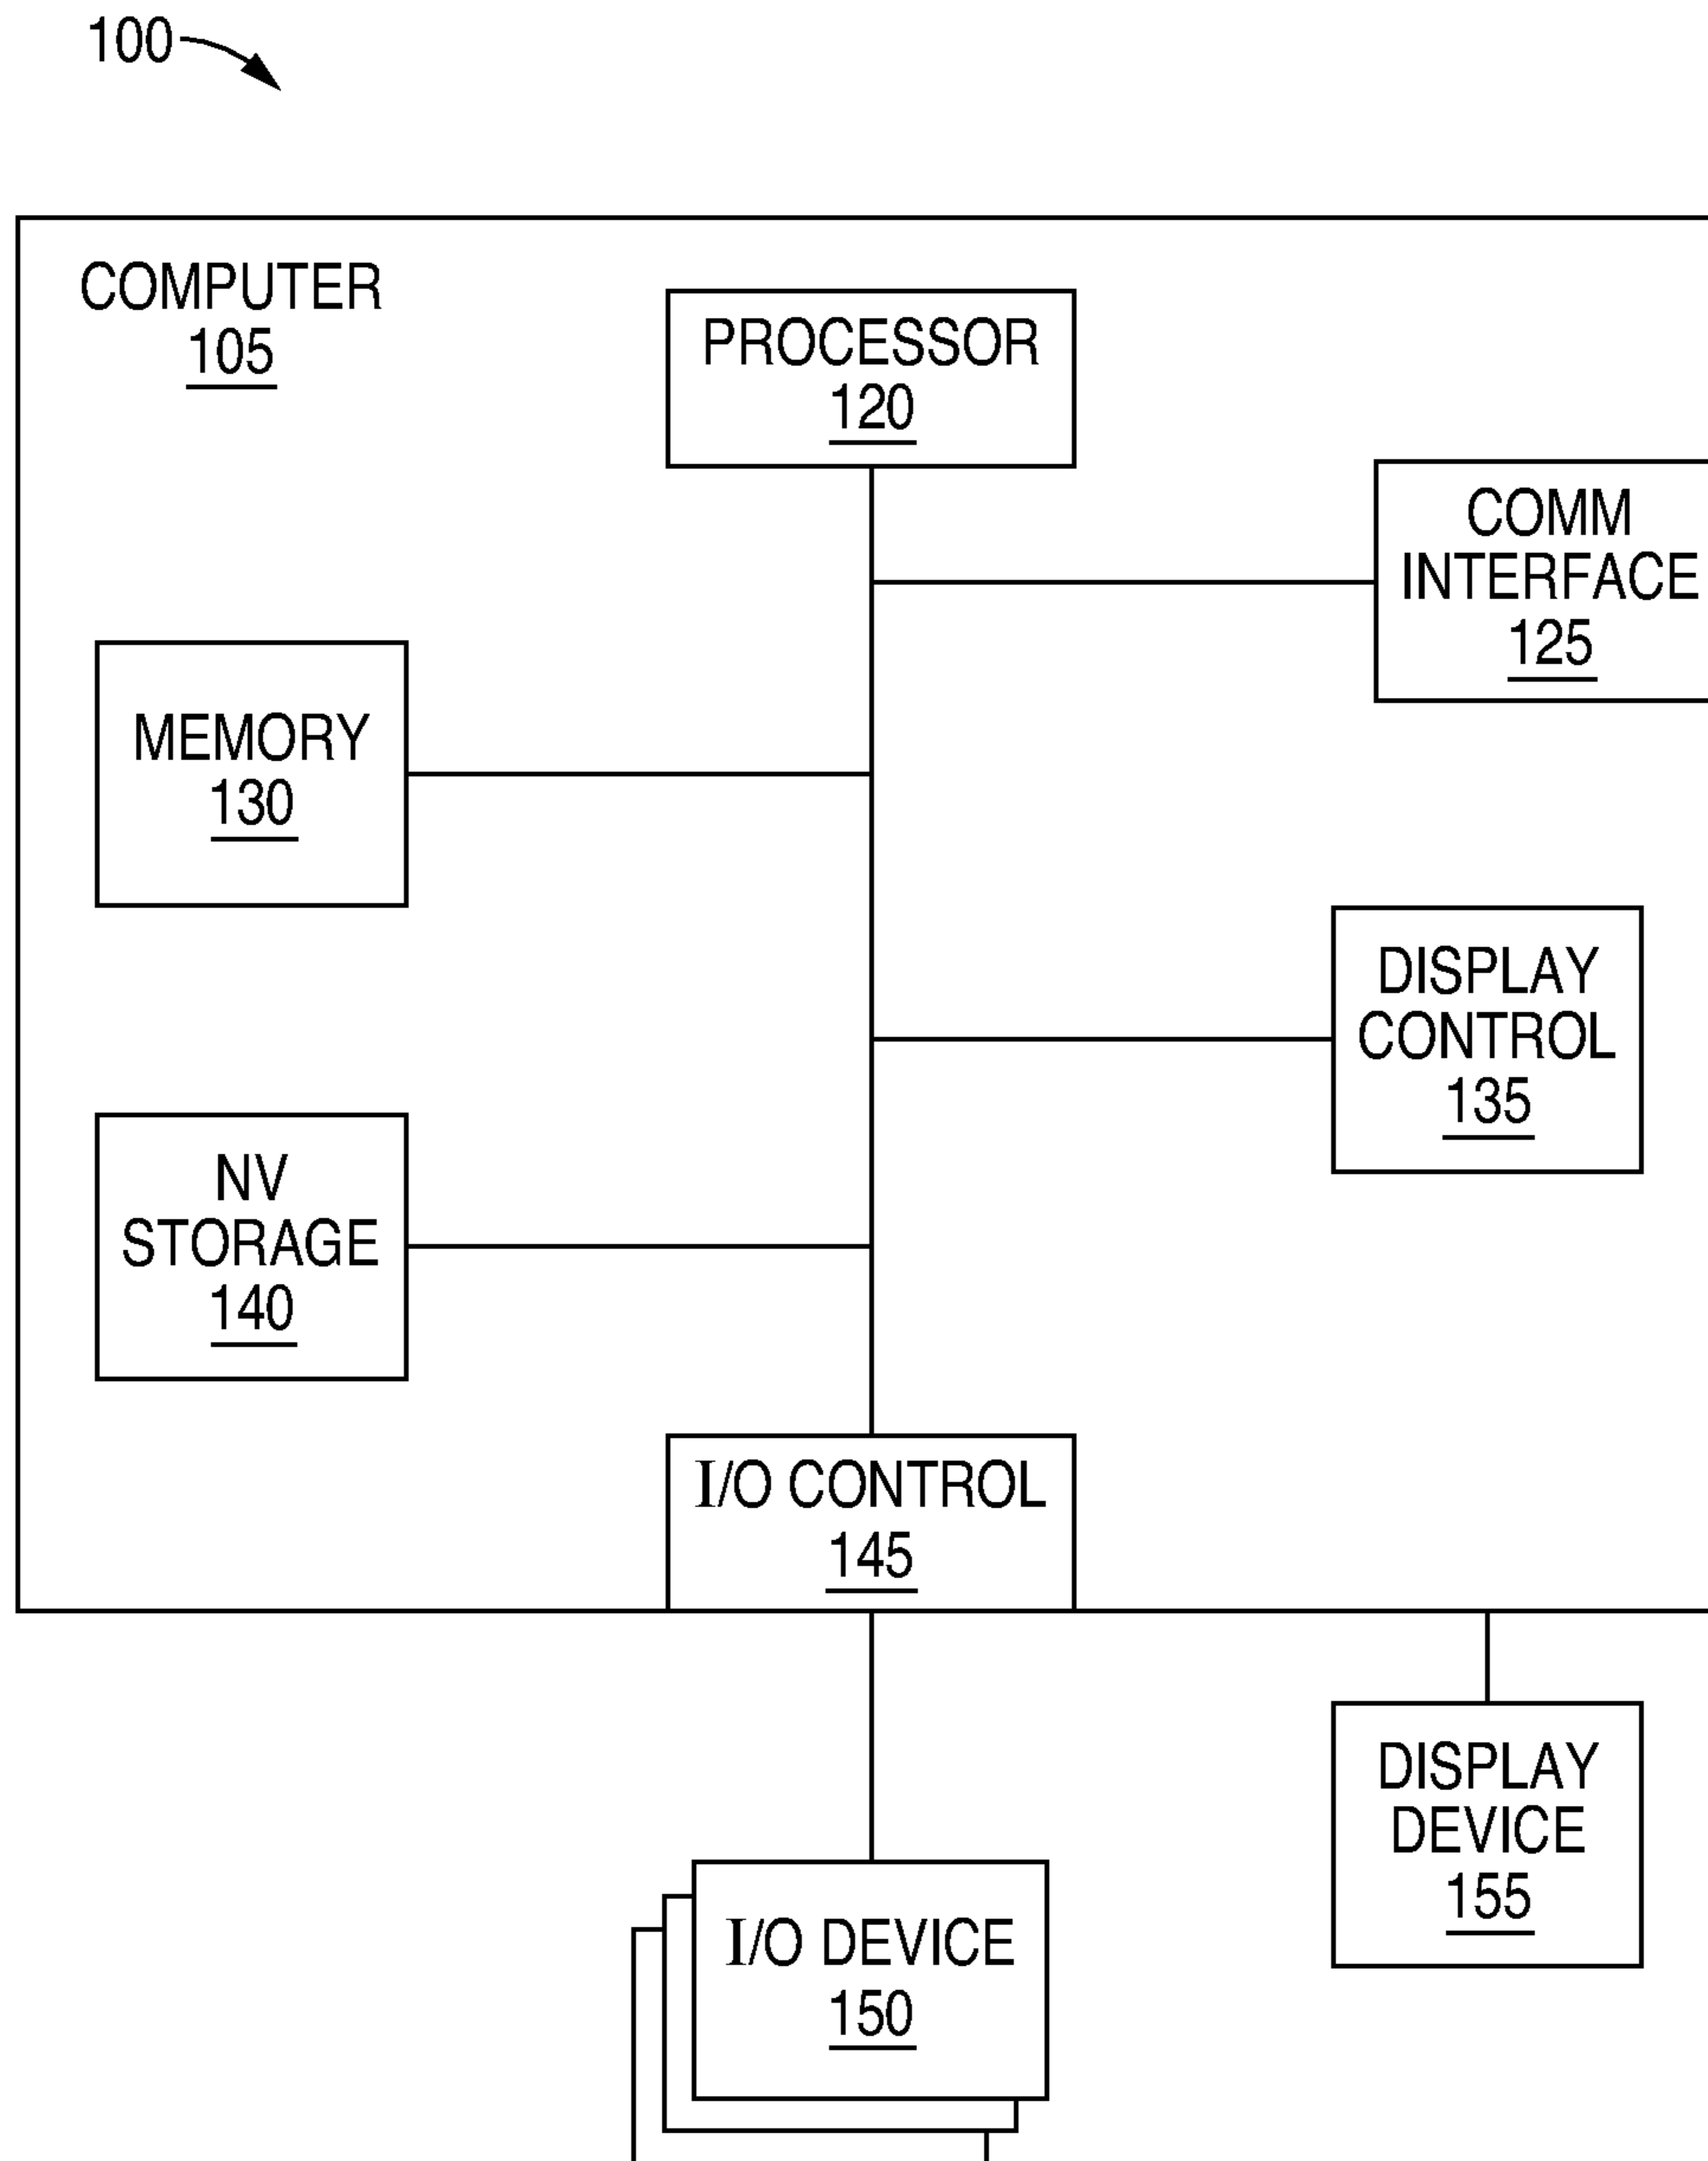 100
COMPUTER
105
PROCESSOR
120
COMM
INTERFACE
125
MEMORY
130
DISPLAY
CONTROL
135
NV
STORAGE
140
I/O CONTROL
145
DISPLAY
DEVICE
155
I/O DEVICE
150